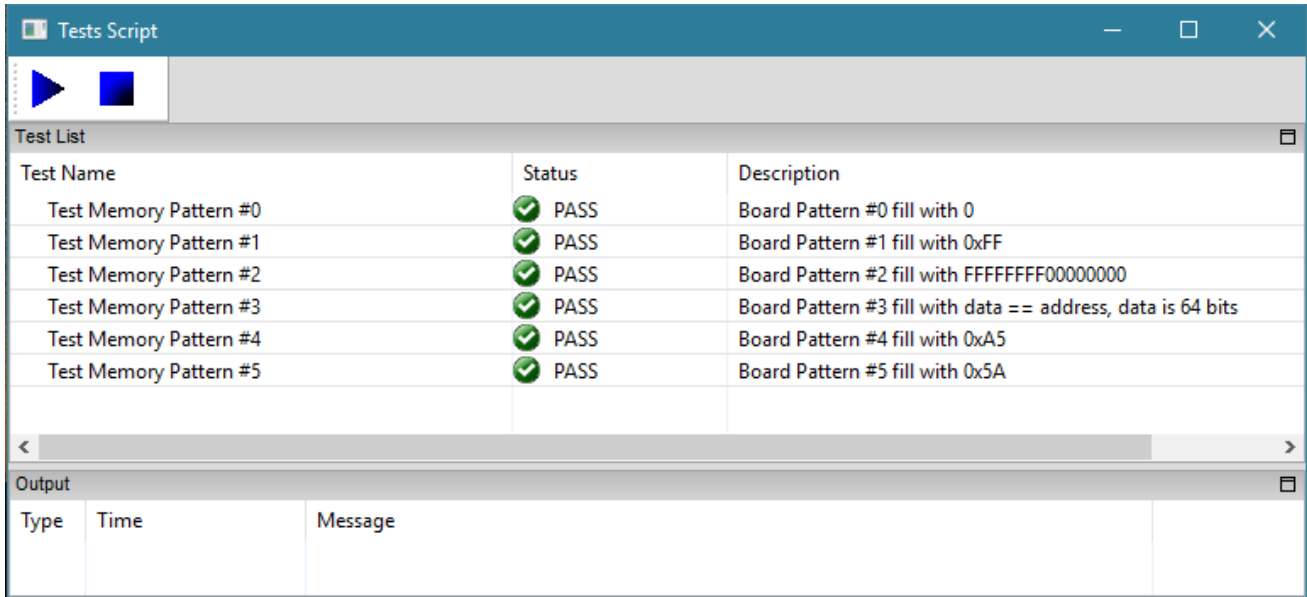 Tests Script
Test List
Test Name Status Description
Test Memory Pattern #0 PASS Board Pattern #0 fill with 0
Test Memory Pattern #1 PASS Board Pattern #1 fill with 0xFF
Test Memory Pattern #2 PASS Board Pattern #2 fill with FFFFFFFF00000000
Test Memory Pattern #3 PASS Board Pattern #3 fill with data == address, data is 64 bits
Test Memory Pattern #4 PASS Board Pattern #4 fill with 0xA5
Test Memory Pattern #5 PASS Board Pattern #5 fill with 0x5A
Output
Type Time Message